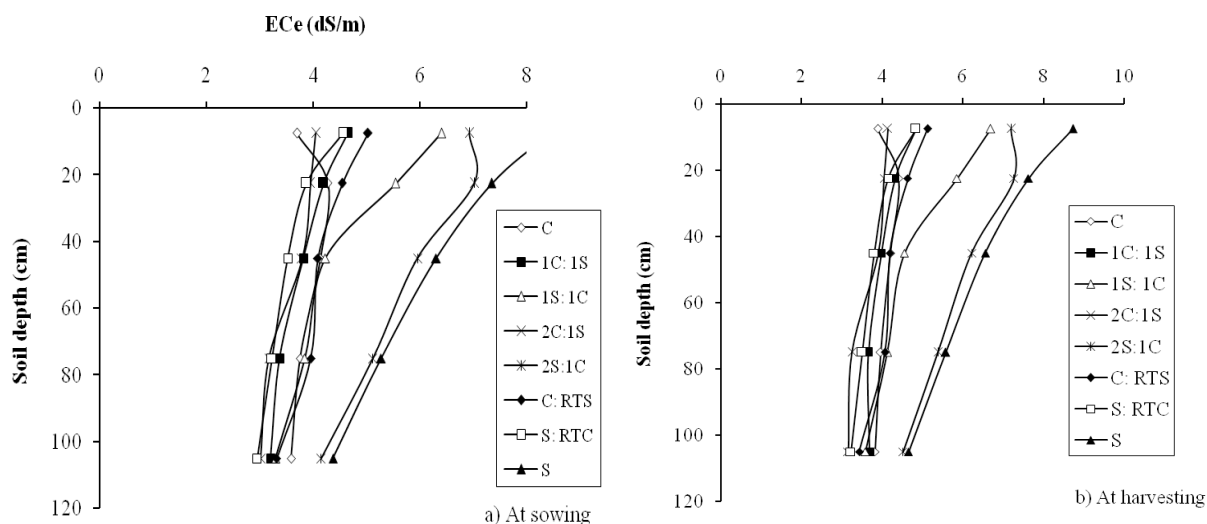 ECe (dS/m)
0 2 4 6 8
0
20
40
60
80
100
120
Soil depth (cm)
C
1C: 1S
1S: 1C
2C:1S
2S:1C
C: RTS
S: RTC
S
a) At sowing
0 2 4 6 8 10
0
20
40
60
80
100
120
Soil depth (cm)
C
1C: 1S
1S: 1C
2C:1S
2S:1C
C: RTS
S: RTC
S
b) At harvesting